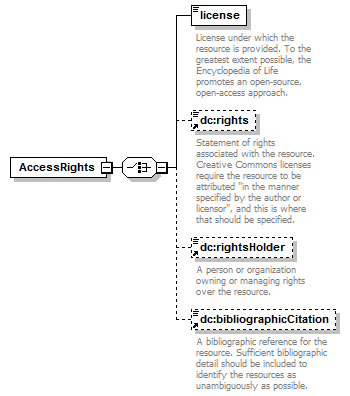 license
License under which the
resource is provided. To the
greatest extent possible, the
Encyclopedia of Life
promotes an open-source,
open-access approach.
dc:rights
Statement of rights
associated with the resource.
Creative Commons licenses
require the resource to be
attributed "in the manner
specified by the author or
licensor", and this is where
that should be specified.
AccessRights
dc:rightsHolder
A person or organization
owning or managing rights
over the resource.
dc:bibliographicCitation
A bibliographic reference for the
resource. Sufficient bibliographic
detail should be included to
identify the resources as
unambiguously as possible.